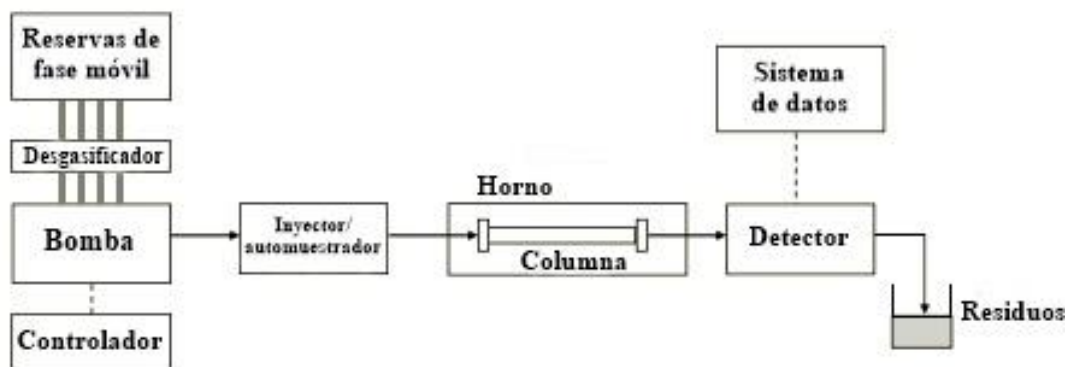 Reservas de
fase móvil
Desgasificador
Bomba
Controlador
Inyector/
automuestrador
Horno
Columna
Sistema
de datos
Detector
Residuos